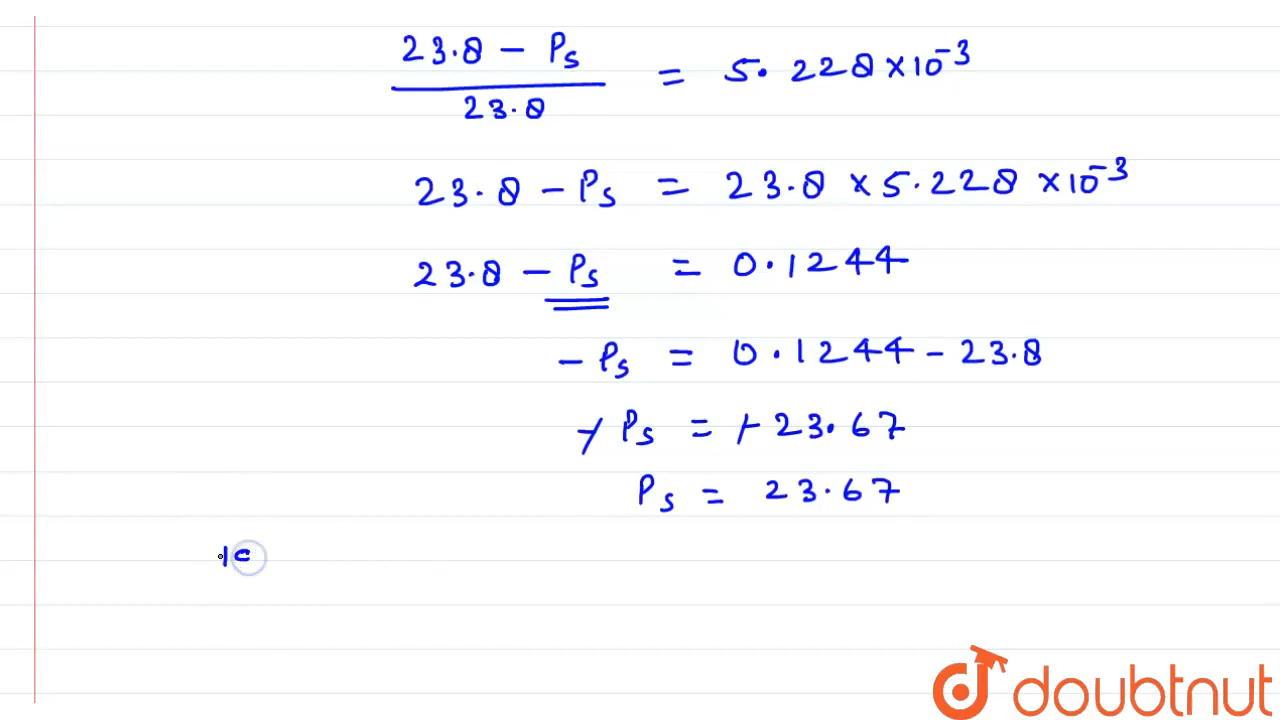 23.8 - Ps / 23.8 = 5.228 × 10⁻³
23.8 - Ps = 23.8 × 5.228 × 10⁻³
23.8 - Ps = 0.1244
- Ps = 0.1244 - 23.8
- Ps = - 23.67
Ps = 23.67
doubtnut